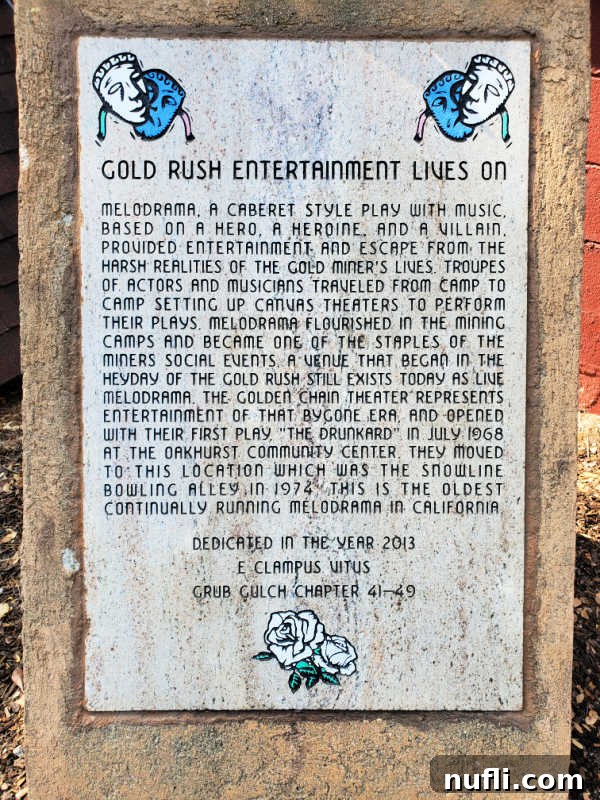 GOLD RUSH ENTERTAINMENT LIVES ON
MELODRAMA, A CABERET STYLE PLAY WITH MUSIC,
BASED ON A HERO, A HEROINE, AND A VILLAIN,
PROVIDED ENTERTAINMENT AND ESCAPE FROM THE
HARSH REALITIES OF THE GOLD MINER'S LIVES. TROUPES
OF ACTORS AND MUSICIANS TRAVELED FROM CAMP TO
CAMP SETTING UP CANVAS THEATERS TO PERFORM
THEIR PLAYS. MELODRAMA FLOURISHED IN THE MINING
CAMPS AND BECAME ONE OF THE STAPLES OF THE
MINERS SOCIAL EVENTS. A VENUE THAT BEGAN IN THE
HEYDAY OF THE GOLD RUSH STILL EXISTS TODAY AS LIVE
MELODRAMA. THE GOLDEN CHAIN THEATER REPRESENTS
ENTERTAINMENT OF THAT BYGONE ERA, AND OPENED
WITH THEIR FIRST PLAY, "THE DRUNKARD" IN JULY 1968
AT THE OAKHURST COMMUNITY CENTER. THEY MOVED
TO THIS LOCATION WHICH WAS THE SNOWLINE
BOWLING ALLEY IN 1974. THIS IS THE OLDEST
CONTINUALLY RUNNING MELODRAMA IN CALIFORNIA.
DEDICATED IN THE YEAR 2013
E CLAMPUS VITUS
GRUB GULCH CHAPTER 41-49
nufli.com